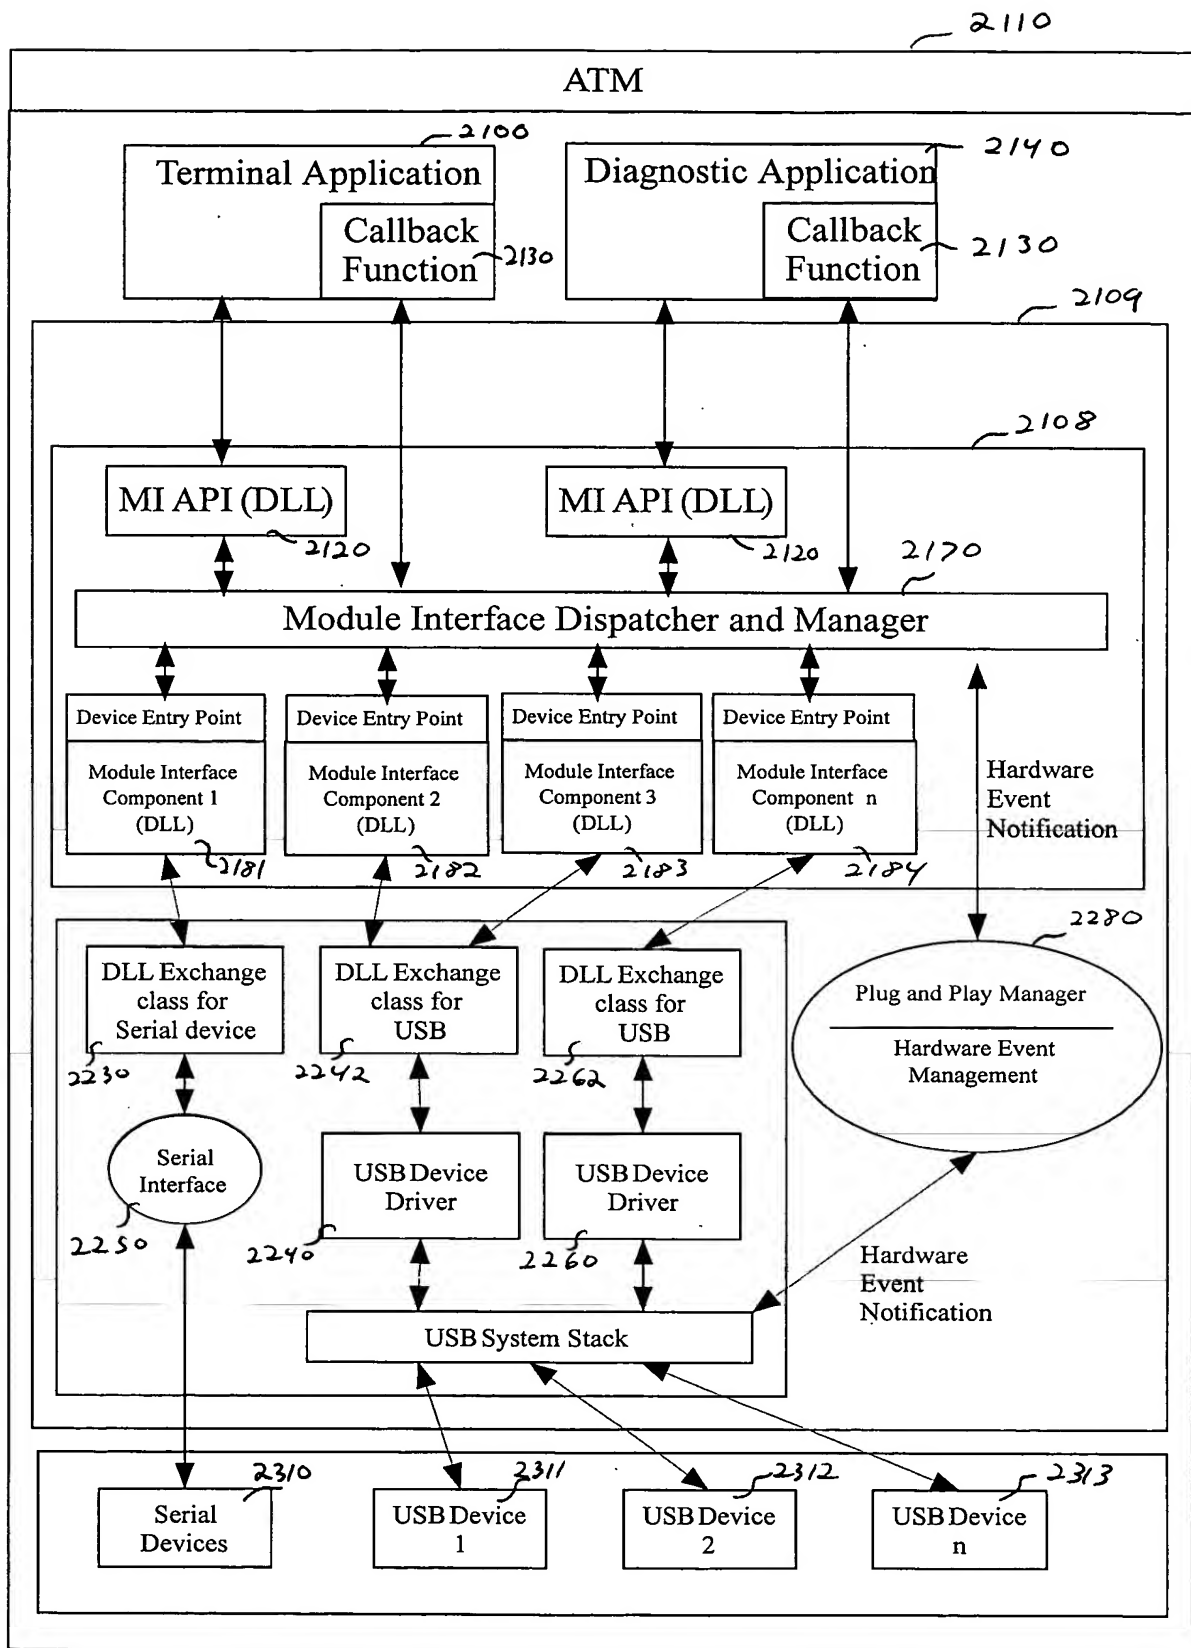 2110
ATM
2100
Terminal Application
Callback
Function
2130
2140
Diagnostic Application
Callback
Function
2130
2109
2108
MI API (DLL)
2120
MI API (DLL)
2120
2170
Module Interface Dispatcher and Manager
Device Entry Point
Module Interface
Component 1
(DLL)
2181
Device Entry Point
Module Interface
Component 2
(DLL)
2182
Device Entry Point
Module Interface
Component 3
(DLL)
2183
Device Entry Point
Module Interface
Component n
(DLL)
2184
Hardware
Event
Notification
DLL Exchange
class for
Serial device
2230
DLL Exchange
class for
USB
2242
DLL Exchange
class for
USB
2262
2280
Plug and Play Manager
Hardware Event
Management
Serial
Interface
2250
USB Device
Driver
2240
USB Device
Driver
2260
Hardware
Event
Notification
USB System Stack
2310
Serial
Devices
2311
USB Device
1
2312
USB Device
2
2313
USB Device
n